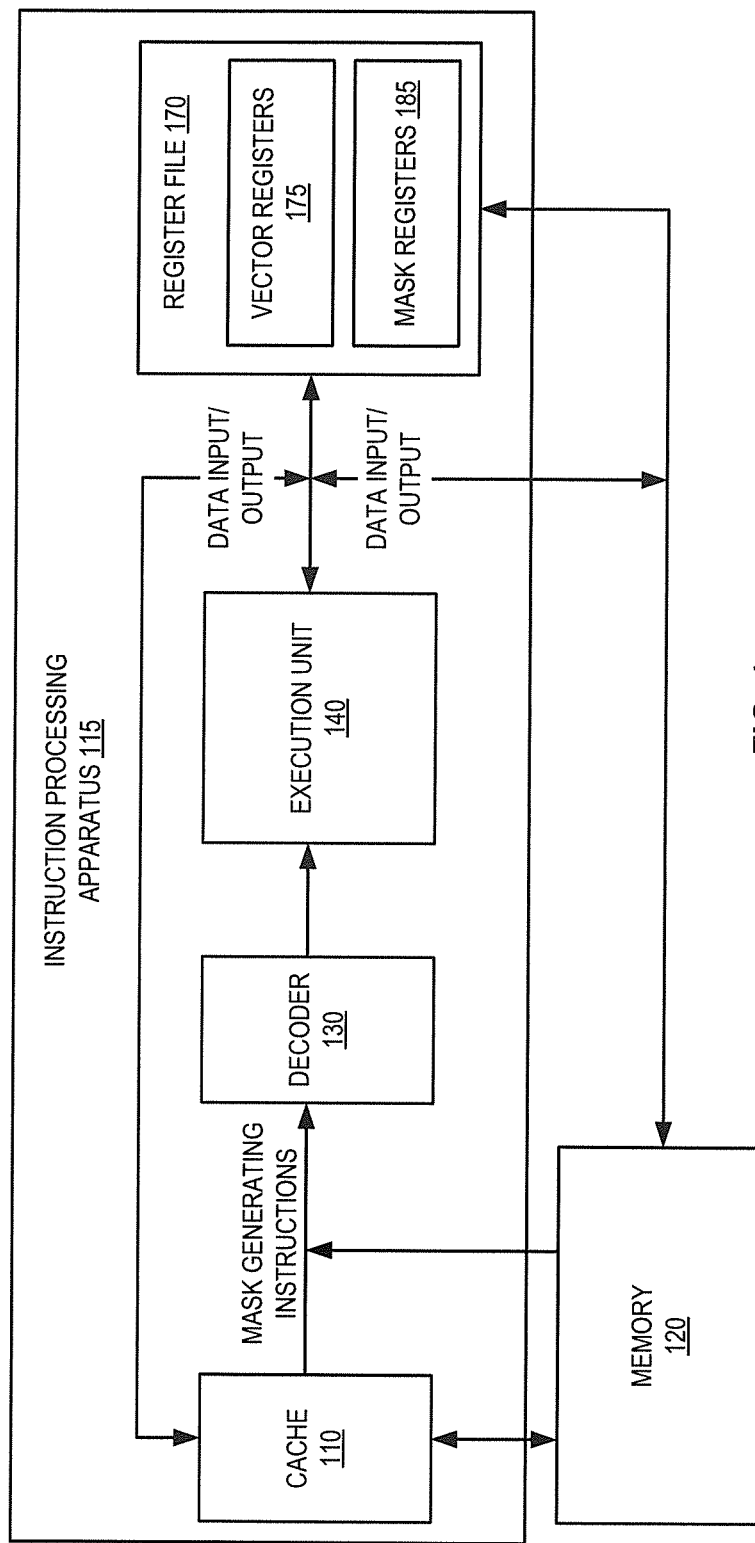 INSTRUCTION PROCESSING
APPARATUS 115
CACHE
110
MASK GENERATING
INSTRUCTIONS
DECODER
130
EXECUTION UNIT
140
DATA INPUT/
OUTPUT
DATA INPUT/
OUTPUT
REGISTER FILE 170
VECTOR REGISTERS
175
MASK REGISTERS 185
MEMORY
120